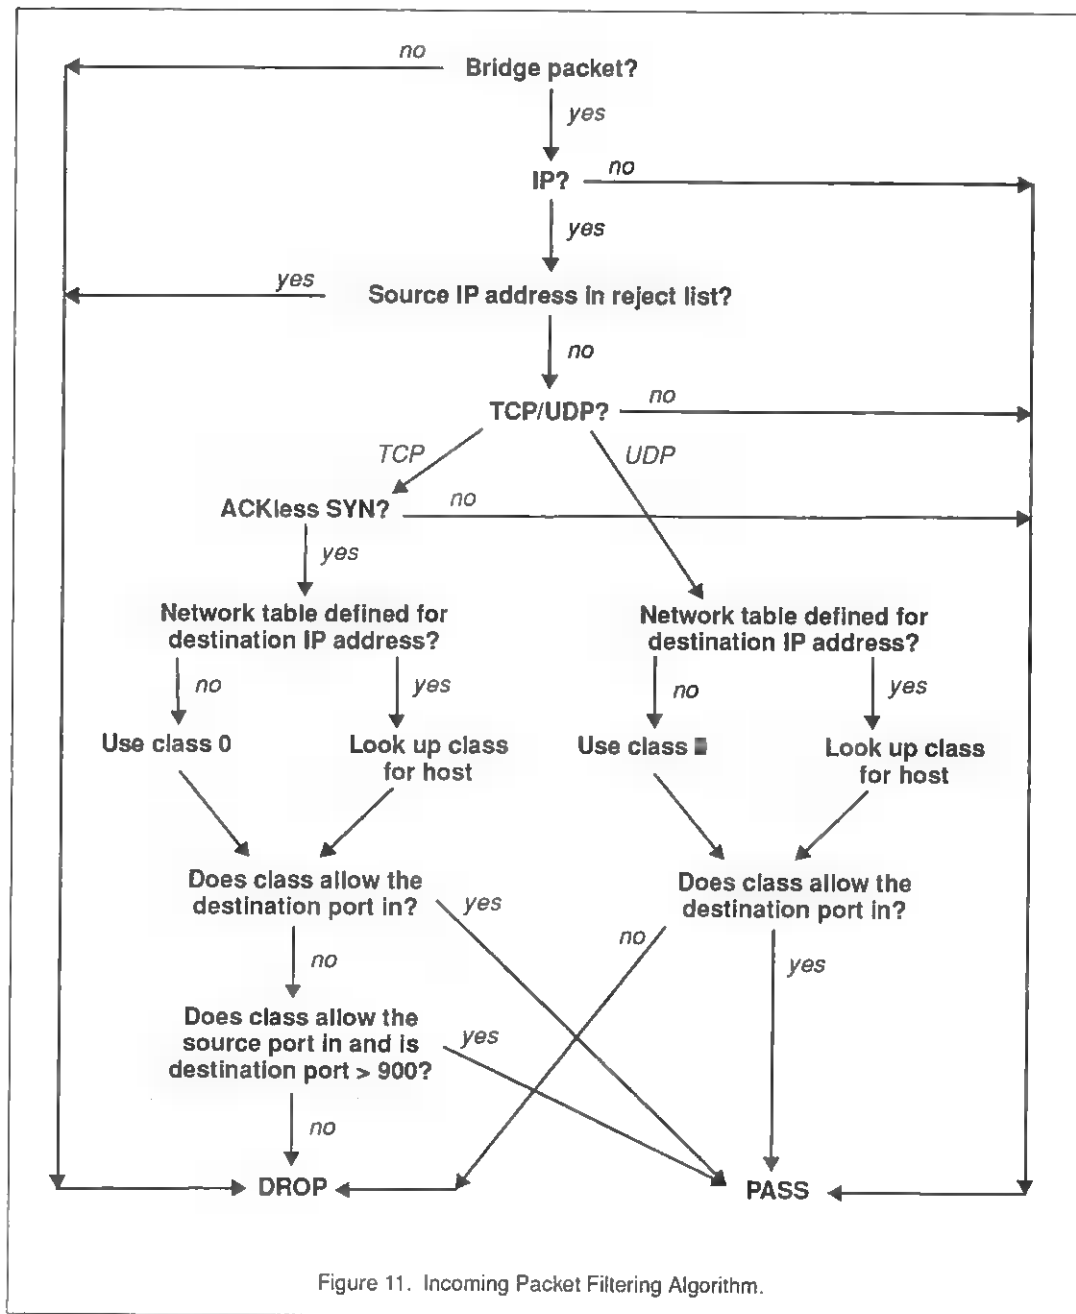 no
Bridge packet?
yes
IP?
no
yes
yes
Source IP address in reject list?
no
TCP/UDP?
no
TCP
UDP
ACKless SYN?
no
yes
Network table defined for
destination IP address?
Network table defined for
destination IP address?
no
yes
no
yes
Use class 0
Look up class
for host
Use class
Look up class
for host
Does class allow the
destination port in?
yes
Does class allow the
destination port in?
no
no
yes
Does class allow the
source port in and is
destination port > 900?
yes
no
DROP
PASS
Figure 11. Incoming Packet Filtering Algorithm.